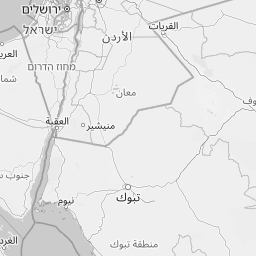 ירושלים
ישראל
الأردن
القريات
מחוז הדרום
معان
العقبة
منيشير
تبوك
نيوم
منطقة تبوك